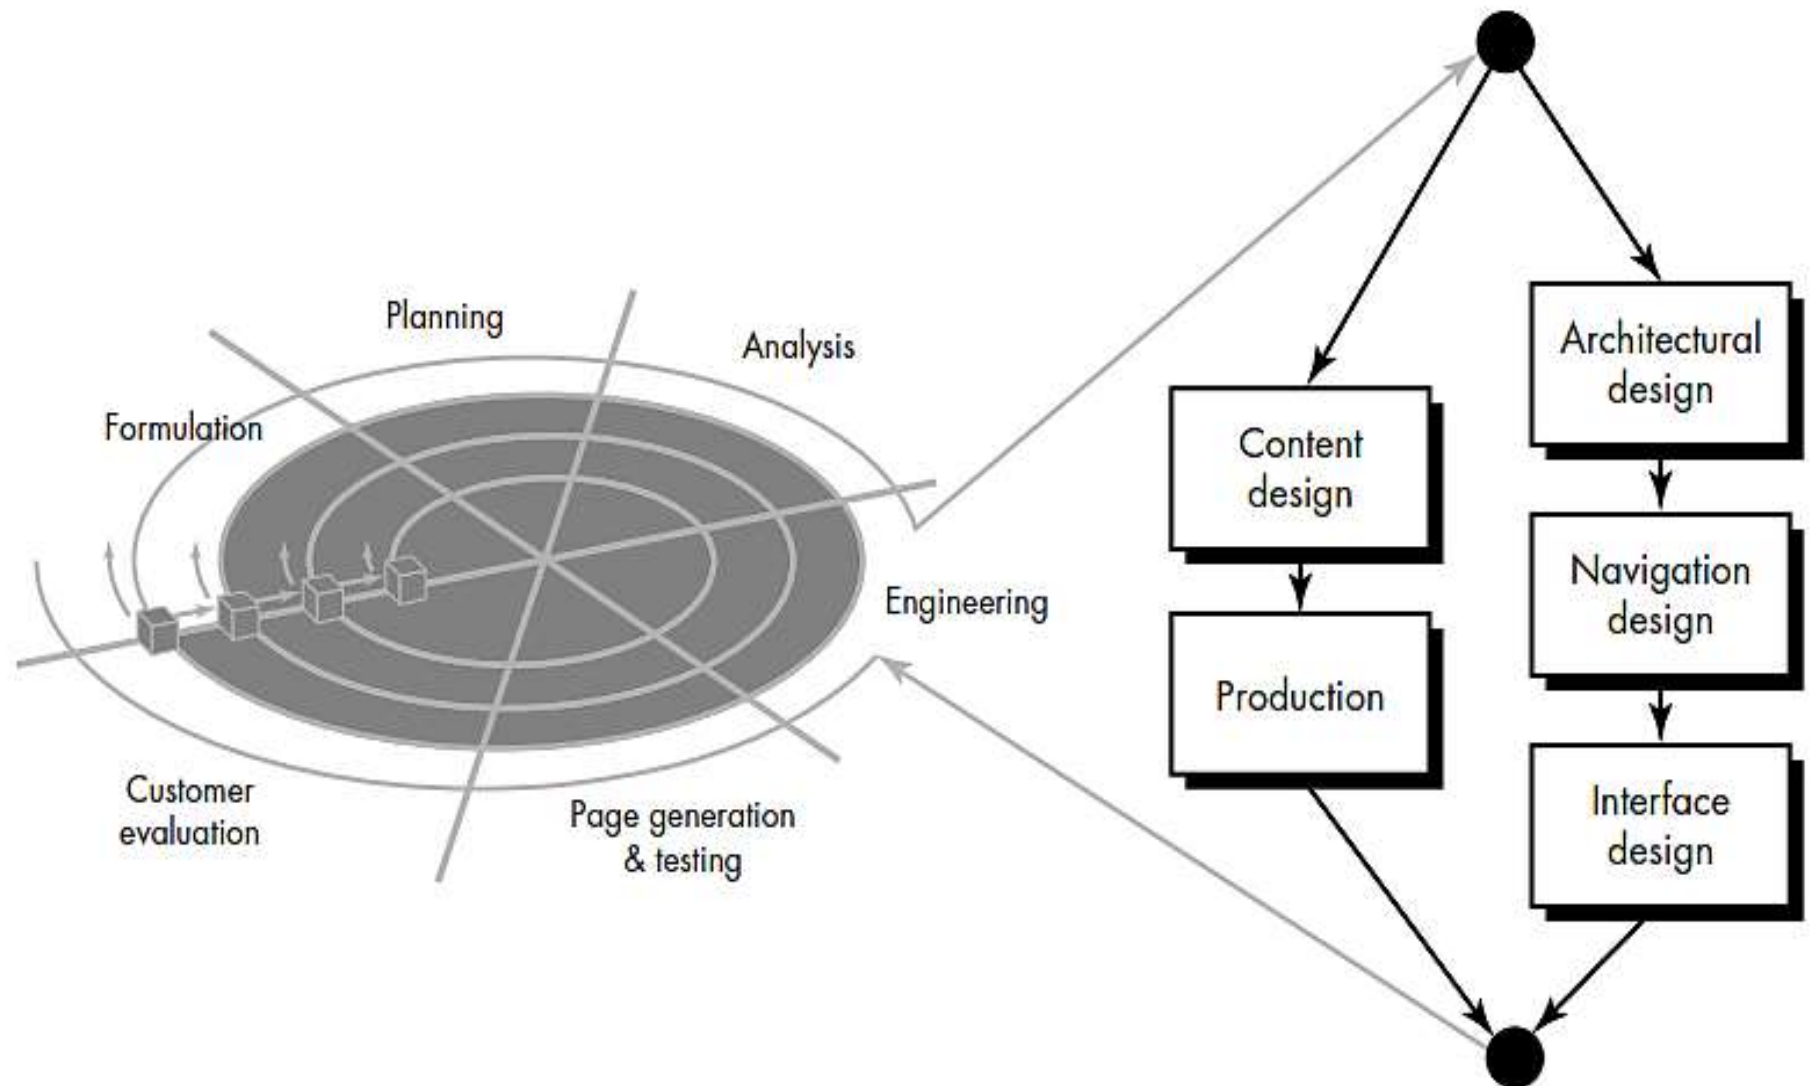 Planning
Analysis
Formulation
Engineering
Customer
evaluation
Page generation
& testing
Content
design
Production
Architectural
design
Navigation
design
Interface
design